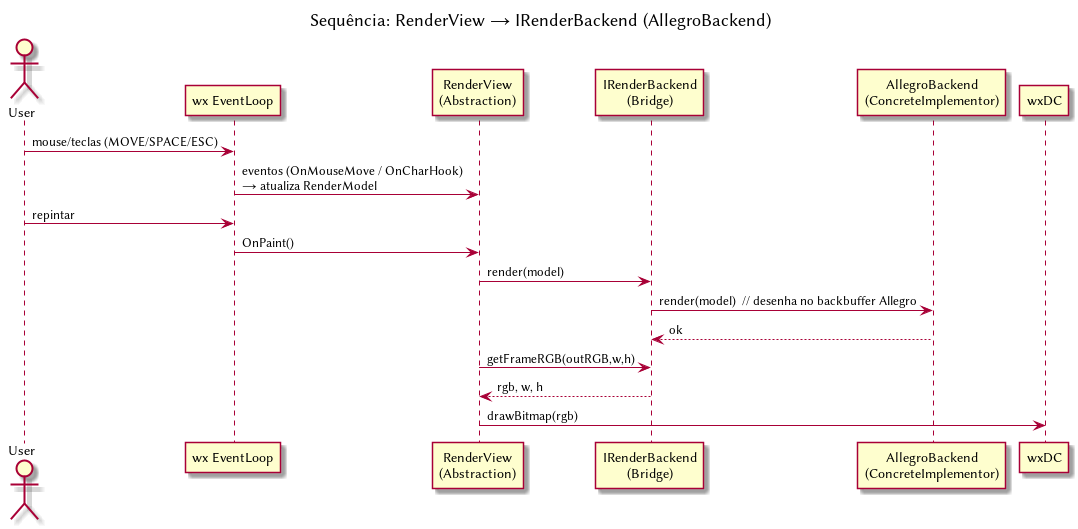 Sequência: RenderView → IRenderBackend (AllegroBackend)
User
wx EventLoop
RenderView
(Abstraction)
IRenderBackend
(Bridge)
AllegroBackend
(ConcreteImplementor)
wxDC
mouse/teclas (MOVE/SPACE/ESC)
eventos (OnMouseMove / OnCharHook)
→ atualiza RenderModel
repintar
OnPaint()
render(model)
render(model)  // desenha no backbuffer Allegro
ok
getFrameRGB(outRGB,w,h)
rgb, w, h
drawBitmap(rgb)
User
wx EventLoop
RenderView
(Abstraction)
IRenderBackend
(Bridge)
AllegroBackend
(ConcreteImplementor)
wxDC